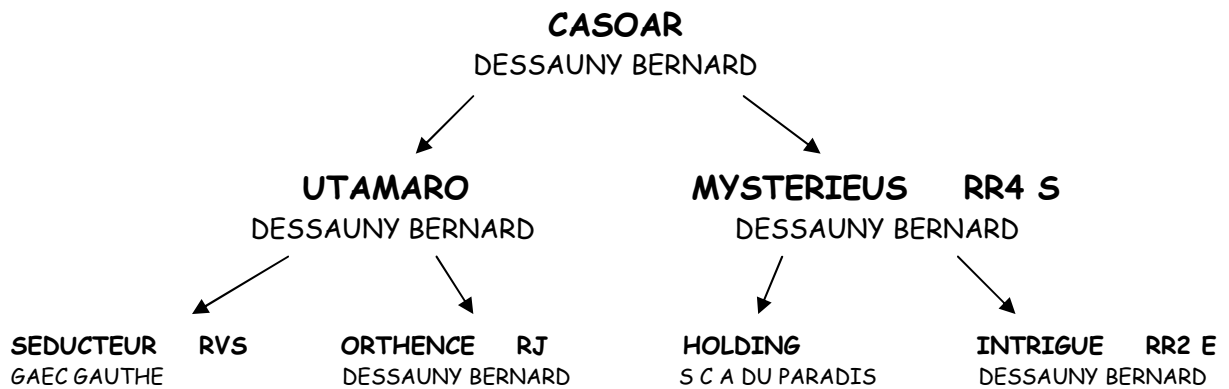 CASOAR
DESSAUNY BERNARD
UTAMARO MYSTERIEUS RR4 S
DESSAUNY BERNARD DESSAUNY BERNARD
SEDUCTEUR RVS ORTHENCE RJ HOLDING INTRIGUE RR2 E
GAEC GAUTHE DESSAUNY BERNARD S C A DU PARADIS DESSAUNY BERNARD